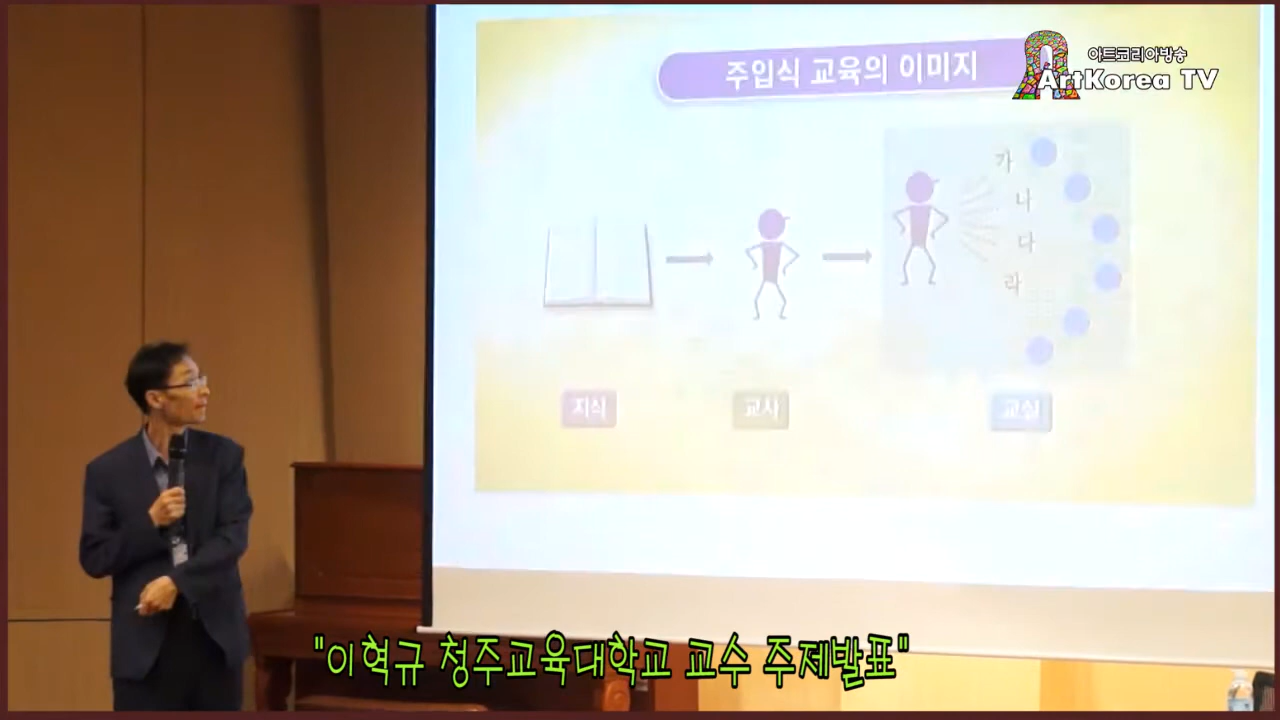 주입식 교육의 이미지
아트코리아방송
ArtKorea TV
가
나
다
라
지식
교사
교실
"이혁규 청주교육대학교 교수 주제발표"